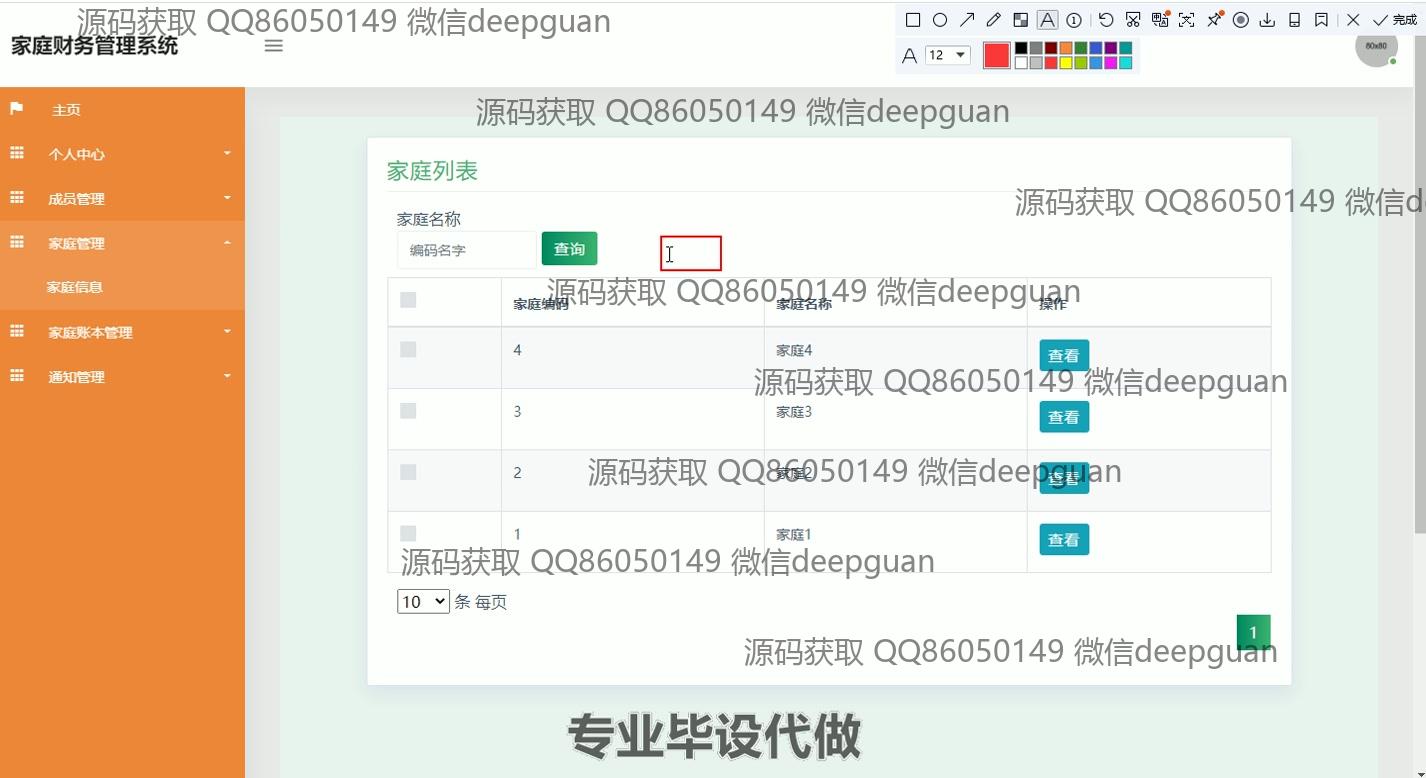 源码获取 QQ86050149 微信deepguan
完成
家庭财务管理系统
12
80x80
主页
源码获取 QQ86050149 微信deepguan
个人中心
家庭列表
成员管理
源码获取 QQ86050149 微信d
家庭名称
家庭管理
编码名字 查询
家庭信息
源码获取 QQ86050149 微信deepguan
家庭编码 家庭名称 操作
家庭账本管理
4 家庭4 查看
通知管理
源码获取 QQ86050149 微信deepguan
3 家庭3 查看
源码获取 QQ86050149 微信deepguan
2 家庭2 查看
1 家庭1 查看
源码获取 QQ86050149 微信deepguan
10 条 每页
1
源码获取 QQ86050149 微信deepguan
专业毕设代做